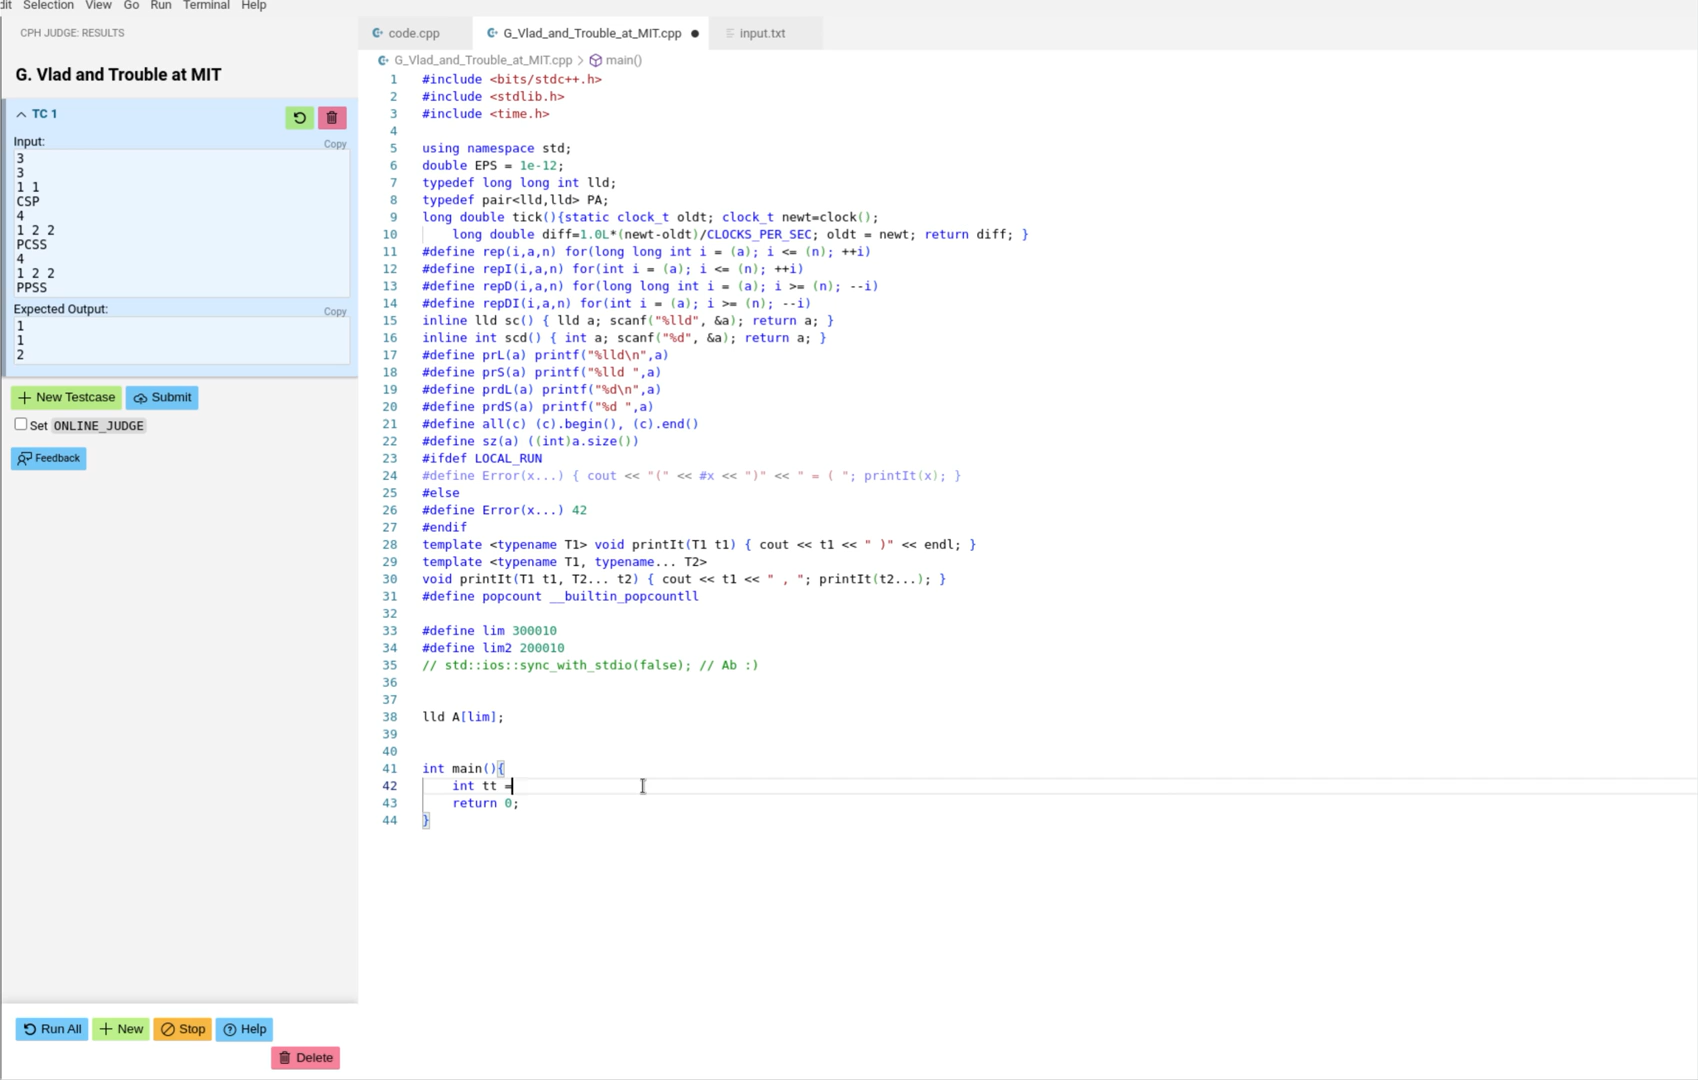 dit Selection View Go Run Terminal Help
CPH JUDGE: RESULTS
G. Vlad and Trouble at MIT
TC 1
Input:
Copy
3
3
1 1
CSP
4
1 2 2
PCSS
4
1 2 2
PPSS
Expected Output:
Copy
1
1
2
New Testcase
Submit
Set ONLINE_JUDGE
Feedback
Run All
New
Stop
Help
Delete
code.cpp
G_Vlad_and_Trouble_at_MIT.cpp
input.txt
G_Vlad_and_Trouble_at_MIT.cpp > main()
1 #include <bits/stdc++.h>
2 #include <stdlib.h>
3 #include <time.h>
4
5 using namespace std;
6 double EPS = 1e-12;
7 typedef long long int lld;
8 typedef pair<lld,lld> PA;
9 long double tick(){static clock_t oldt; clock_t newt=clock();
10 long double diff=1.0L*(newt-oldt)/CLOCKS_PER_SEC; oldt = newt; return diff; }
11 #define rep(i,a,n) for(long long int i = (a); i <= (n); ++i)
12 #define repI(i,a,n) for(int i = (a); i <= (n); ++i)
13 #define repD(i,a,n) for(long long int i = (a); i >= (n); --i)
14 #define repDI(i,a,n) for(int i = (a); i >= (n); --i)
15 inline lld sc() { lld a; scanf("%lld", &a); return a; }
16 inline int scd() { int a; scanf("%d", &a); return a; }
17 #define prL(a) printf("%lld\n",a)
18 #define prS(a) printf("%lld ",a)
19 #define prdL(a) printf("%d\n",a)
20 #define prdS(a) printf("%d ",a)
21 #define all(c) (c).begin(), (c).end()
22 #define sz(a) ((int)a.size())
23 #ifdef LOCAL_RUN
24 #define Error(x...) { cout << "(" << #x << ")" << " = ( "; printIt(x); }
25 #else
26 #define Error(x...) 42
27 #endif
28 template <typename T1> void printIt(T1 t1) { cout << t1 << " )" << endl; }
29 template <typename T1, typename... T2>
30 void printIt(T1 t1, T2... t2) { cout << t1 << " , "; printIt(t2...); }
31 #define popcount __builtin_popcountll
32
33 #define lim 300010
34 #define lim2 200010
35 // std::ios::sync_with_stdio(false); // Ab :)
36
37
38 lld A[lim];
39
40
41 int main(){
42 int tt =
43 return 0;
44 }